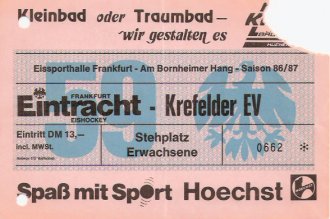 Kleinbad oder Traumbad-
wir gestalten es
Eissporthalle Frankfurt - Am Bornheimer Hang - Saison 86/87
FRANKFURT
Eintracht - Krefelder EV
EISHOCKEY
Eintritt DM 13,—
incl. MWSt.
Stehplatz
Erwachsene
0662 *
59
Spaß mit Sport Hoechst